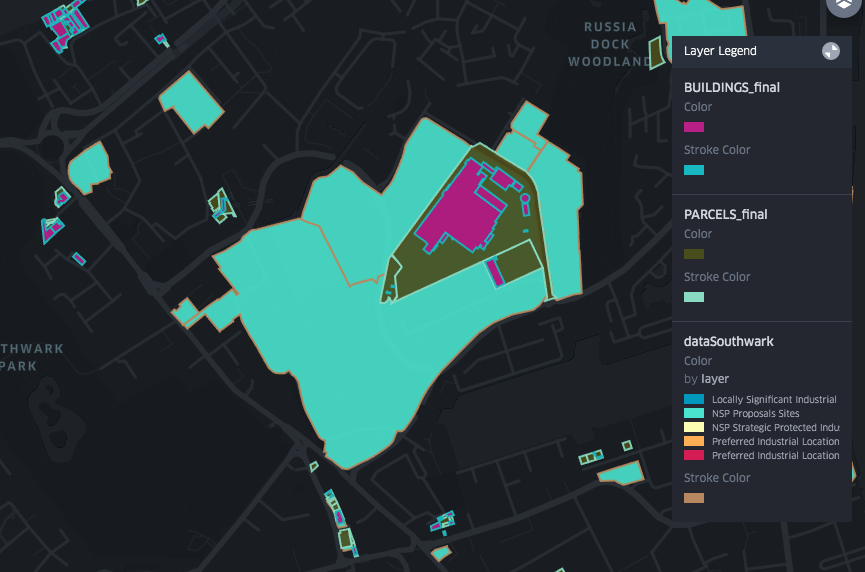 RUSSIA
DOCK
WOODLAND
THWARK
PARK
Layer Legend
BUILDINGS_final
Color
Stroke Color
PARCELS_final
Color
Stroke Color
dataSouthwark
Color
by layer
Locally Significant Industrial
NSP Proposals Sites
NSP Strategic Protected Indu
Preferred Industrial Location
Preferred Industrial Location
Stroke Color